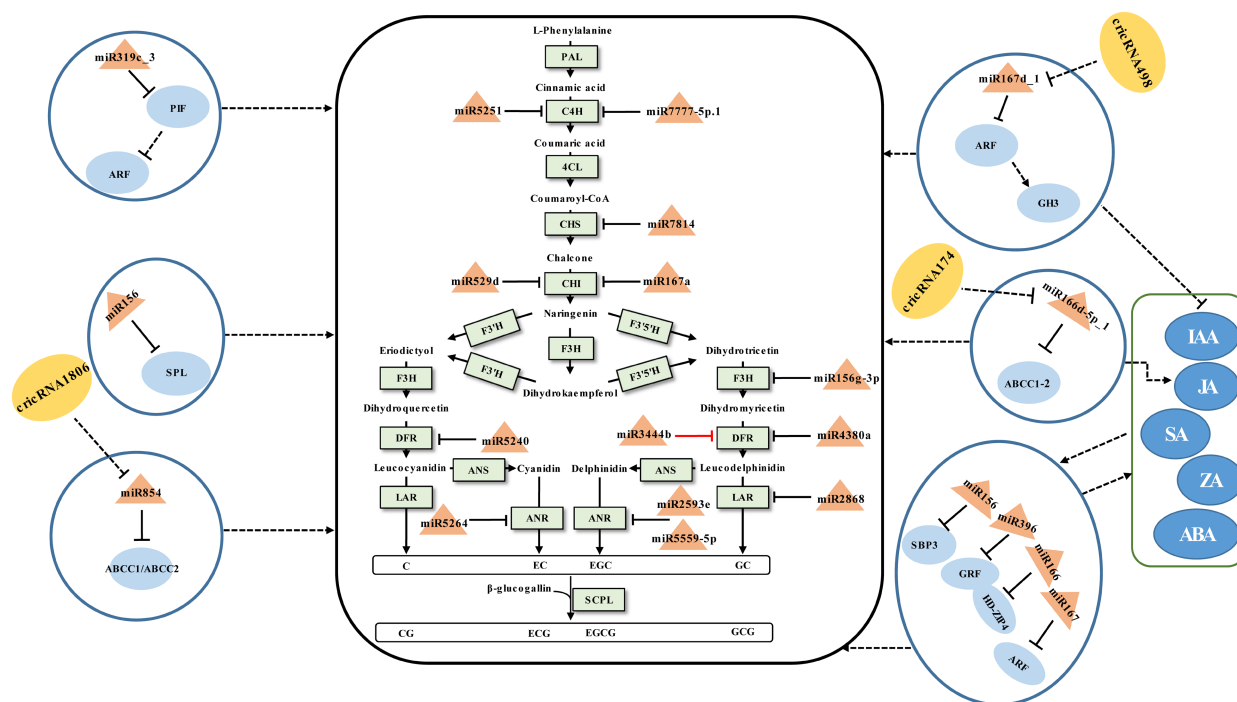 miR319c_3
PIF
ARF
miR156
SPL
cricRNA1806
miR854
ABCC1/ABCC2
L-Phenylalanine
PAL
Cinnamic acid
miR5251
C4H
miR7777-5p.1
Coumaric acid
4CL
Coumaroyl-CoA
CHS
miR7814
Chalcone
miR529d
CHI
miR167a
Naringenin
F3'H
F3'5'H
F3H
Eriodictyol
Dihydrotricetin
F3'H
F3'5'H
F3H
F3H
miR156g-3p
Dihydrokaempferol
Dihydroquercetin
Dihydromyricetin
DFR
miR5240
miR3444b
DFR
miR4380a
Leucocyanidin
ANS
Cyanidin
Delphinidin
ANS
Leucodelphinidin
LAR
miR2593e
LAR
miR2868
miR5264
ANR
ANR
miR5559-5p
C
EC
EGC
GC
β-glucogallin
SCPL
CG
ECG
EGCG
GCG
cricRNA498
miR167d_1
ARF
GH3
cricRNA174
miR166d-5p_1
ABCC1-2
IAA
JA
SA
ZA
ABA
miR156
miR396
SBP3
miR166
GRF
miR167
HD-ZIP4
ARF